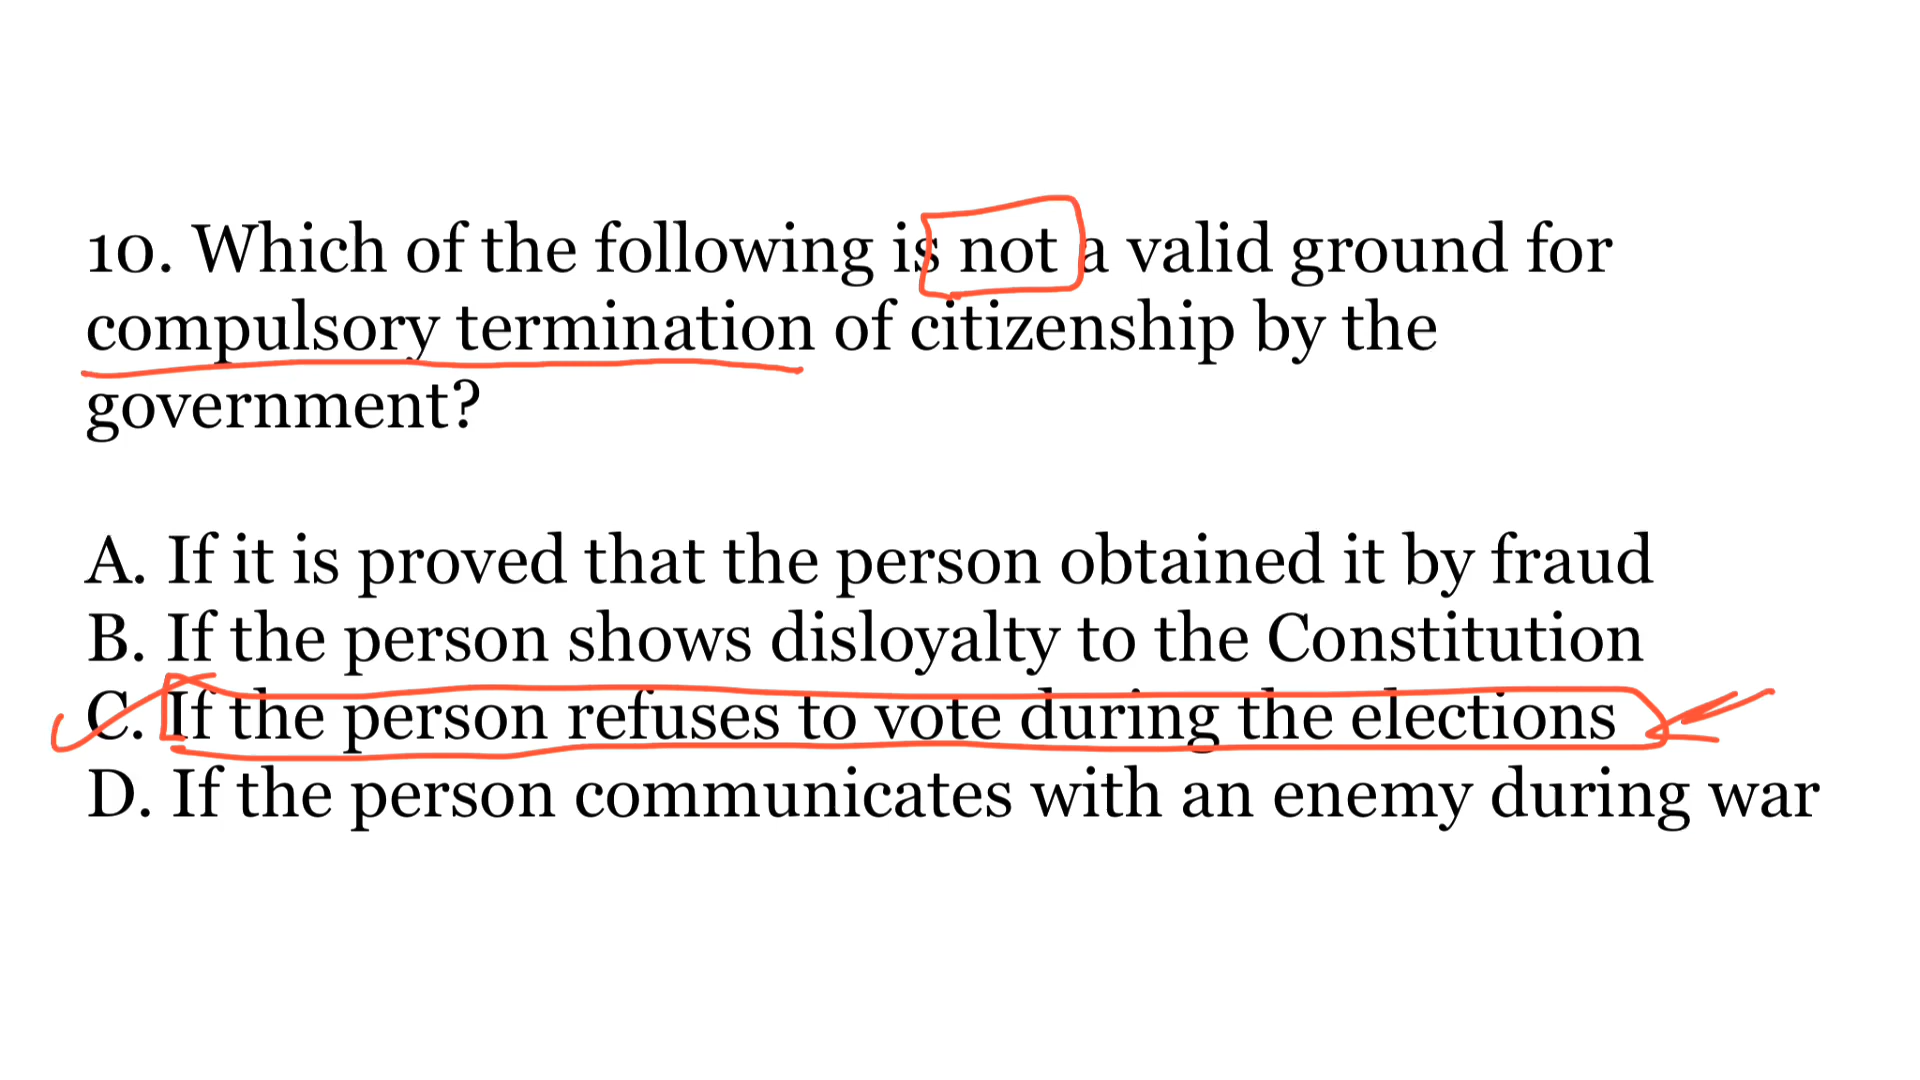 10. Which of the following is not a valid ground for
compulsory termination of citizenship by the
government?
A. If it is proved that the person obtained it by fraud
B. If the person shows disloyalty to the Constitution
C. If the person refuses to vote during the elections
D. If the person communicates with an enemy during war